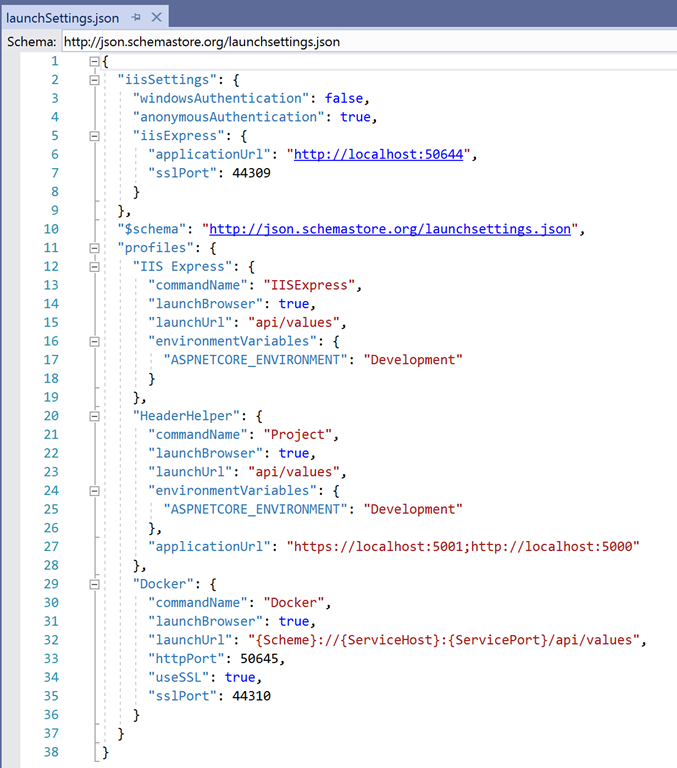 launchSettings.json
Schema: http://json.schemastore.org/launchsettings.json
1 {
2   "iisSettings": {
3     "windowsAuthentication": false,
4     "anonymousAuthentication": true,
5     "iisExpress": {
6       "applicationUrl": "http://localhost:50644",
7       "sslPort": 44309
8     }
9   },
10   "$schema": "http://json.schemastore.org/launchsettings.json",
11   "profiles": {
12     "IIS Express": {
13       "commandName": "IISExpress",
14       "launchBrowser": true,
15       "launchUrl": "api/values",
16       "environmentVariables": {
17         "ASPNETCORE_ENVIRONMENT": "Development"
18       }
19     },
20     "HeaderHelper": {
21       "commandName": "Project",
22       "launchBrowser": true,
23       "launchUrl": "api/values",
24       "environmentVariables": {
25         "ASPNETCORE_ENVIRONMENT": "Development"
26       },
27       "applicationUrl": "https://localhost:5001;http://localhost:5000"
28     },
29     "Docker": {
30       "commandName": "Docker",
31       "launchBrowser": true,
32       "launchUrl": "{Scheme}://{ServiceHost}:{ServicePort}/api/values",
33       "httpPort": 50645,
34       "useSSL": true,
35       "sslPort": 44310
36     }
37   }
38 }